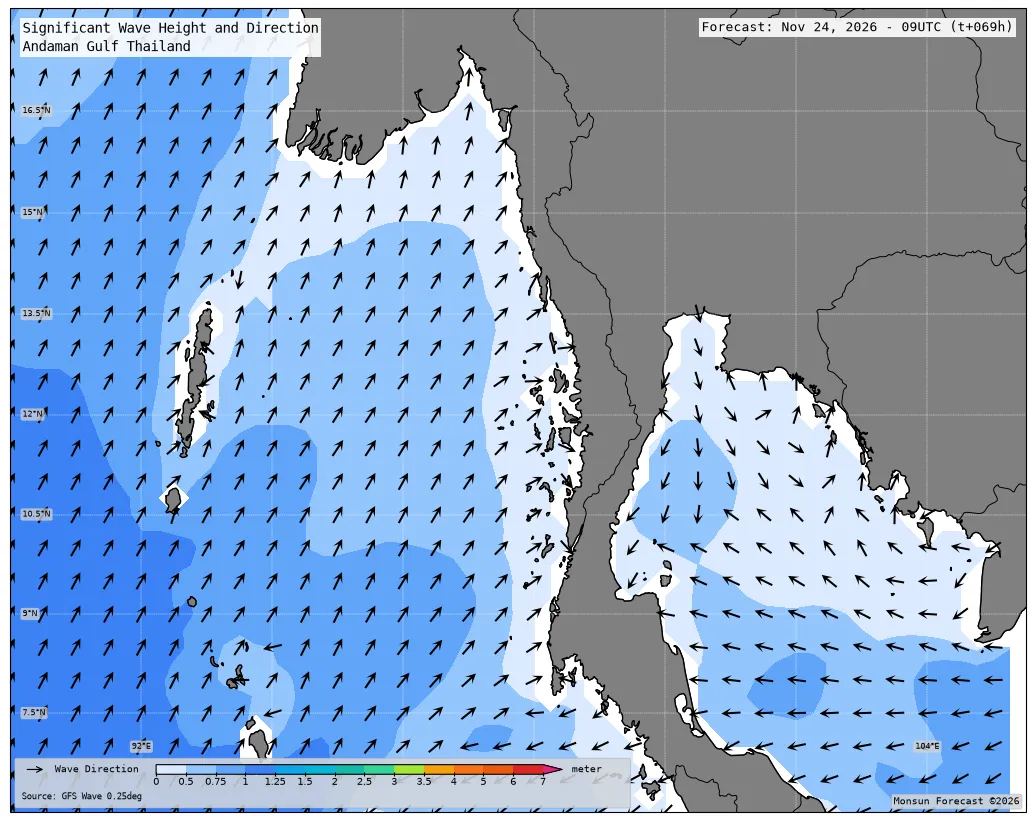 Significant Wave Height and Direction
Andaman Gulf Thailand
Forecast: Nov 24, 2026 - 09UTC (t+069h)
16.5°N
15°N
13.5°N
12°N
10.5°N
9°N
7.5°N
92°E
104°E
Wave Direction
meter
0 0.5 0.75 1 1.25 1.5 2 2.5 3 3.5 4 5 6 7
Source: GFS Wave 0.25deg
Monsun Forecast ©2026